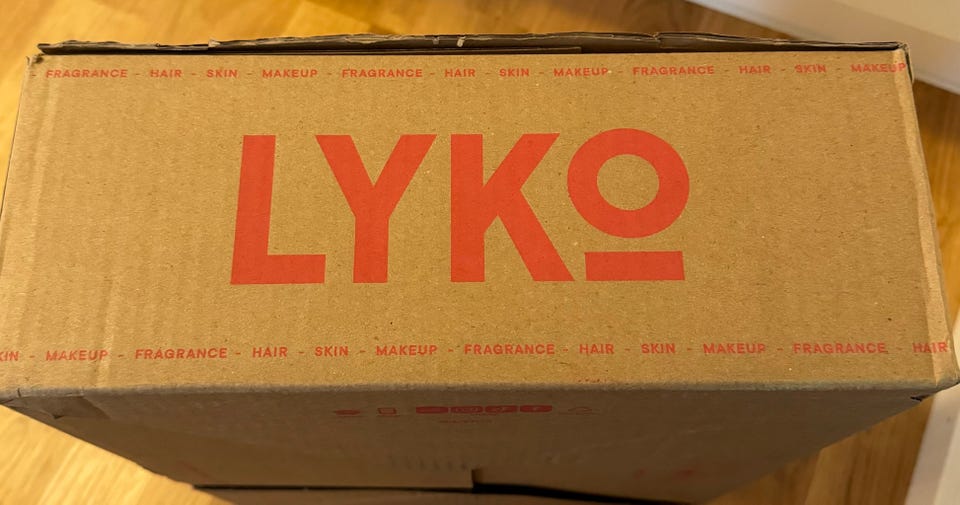 - FRAGRANCE - HAIR - SKIN - MAKEUP - FRAGRANCE - HAIR - SKIN - MAKEUP - FRAGRANCE - HAIR - SKIN - MAKEUP
LYKO
KIN - MAKEUP - FRAGRANCE - HAIR - SKIN - MAKEUP - FRAGRANCE - HAIR - SKIN - MAKEUP - FRAGRANCE - HAIR